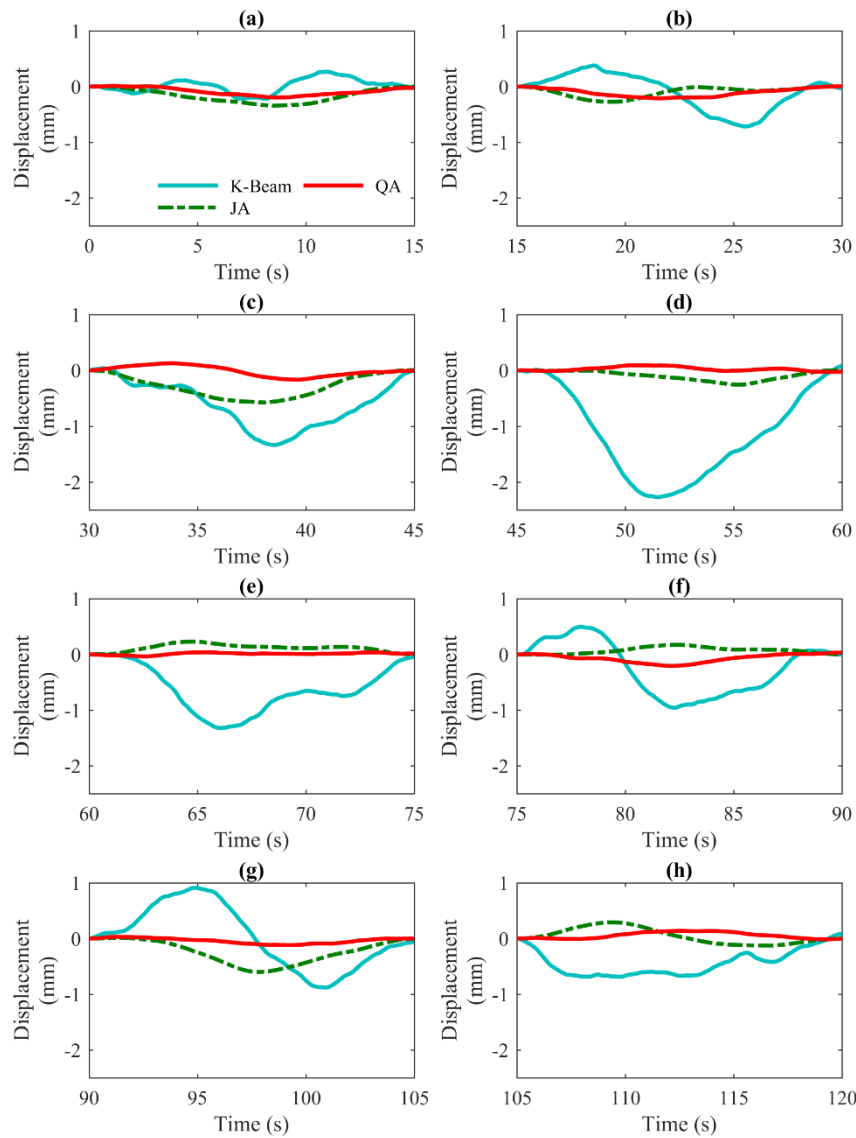 (a)
1
0
-1
-2
Displacement
(mm)
K-Beam
QA
JA
0 5 10 15
Time (s)
(b)
1
0
-1
-2
Displacement
(mm)
15 20 25 30
Time (s)
(c)
1
0
-1
-2
Displacement
(mm)
30 35 40 45
Time (s)
(d)
1
0
-1
-2
Displacement
(mm)
45 50 55 60
Time (s)
(e)
1
0
-1
-2
Displacement
(mm)
60 65 70 75
Time (s)
(f)
1
0
-1
-2
Displacement
(mm)
75 80 85 90
Time (s)
(g)
1
0
-1
-2
Displacement
(mm)
90 95 100 105
Time (s)
(h)
1
0
-1
-2
Displacement
(mm)
105 110 115 120
Time (s)